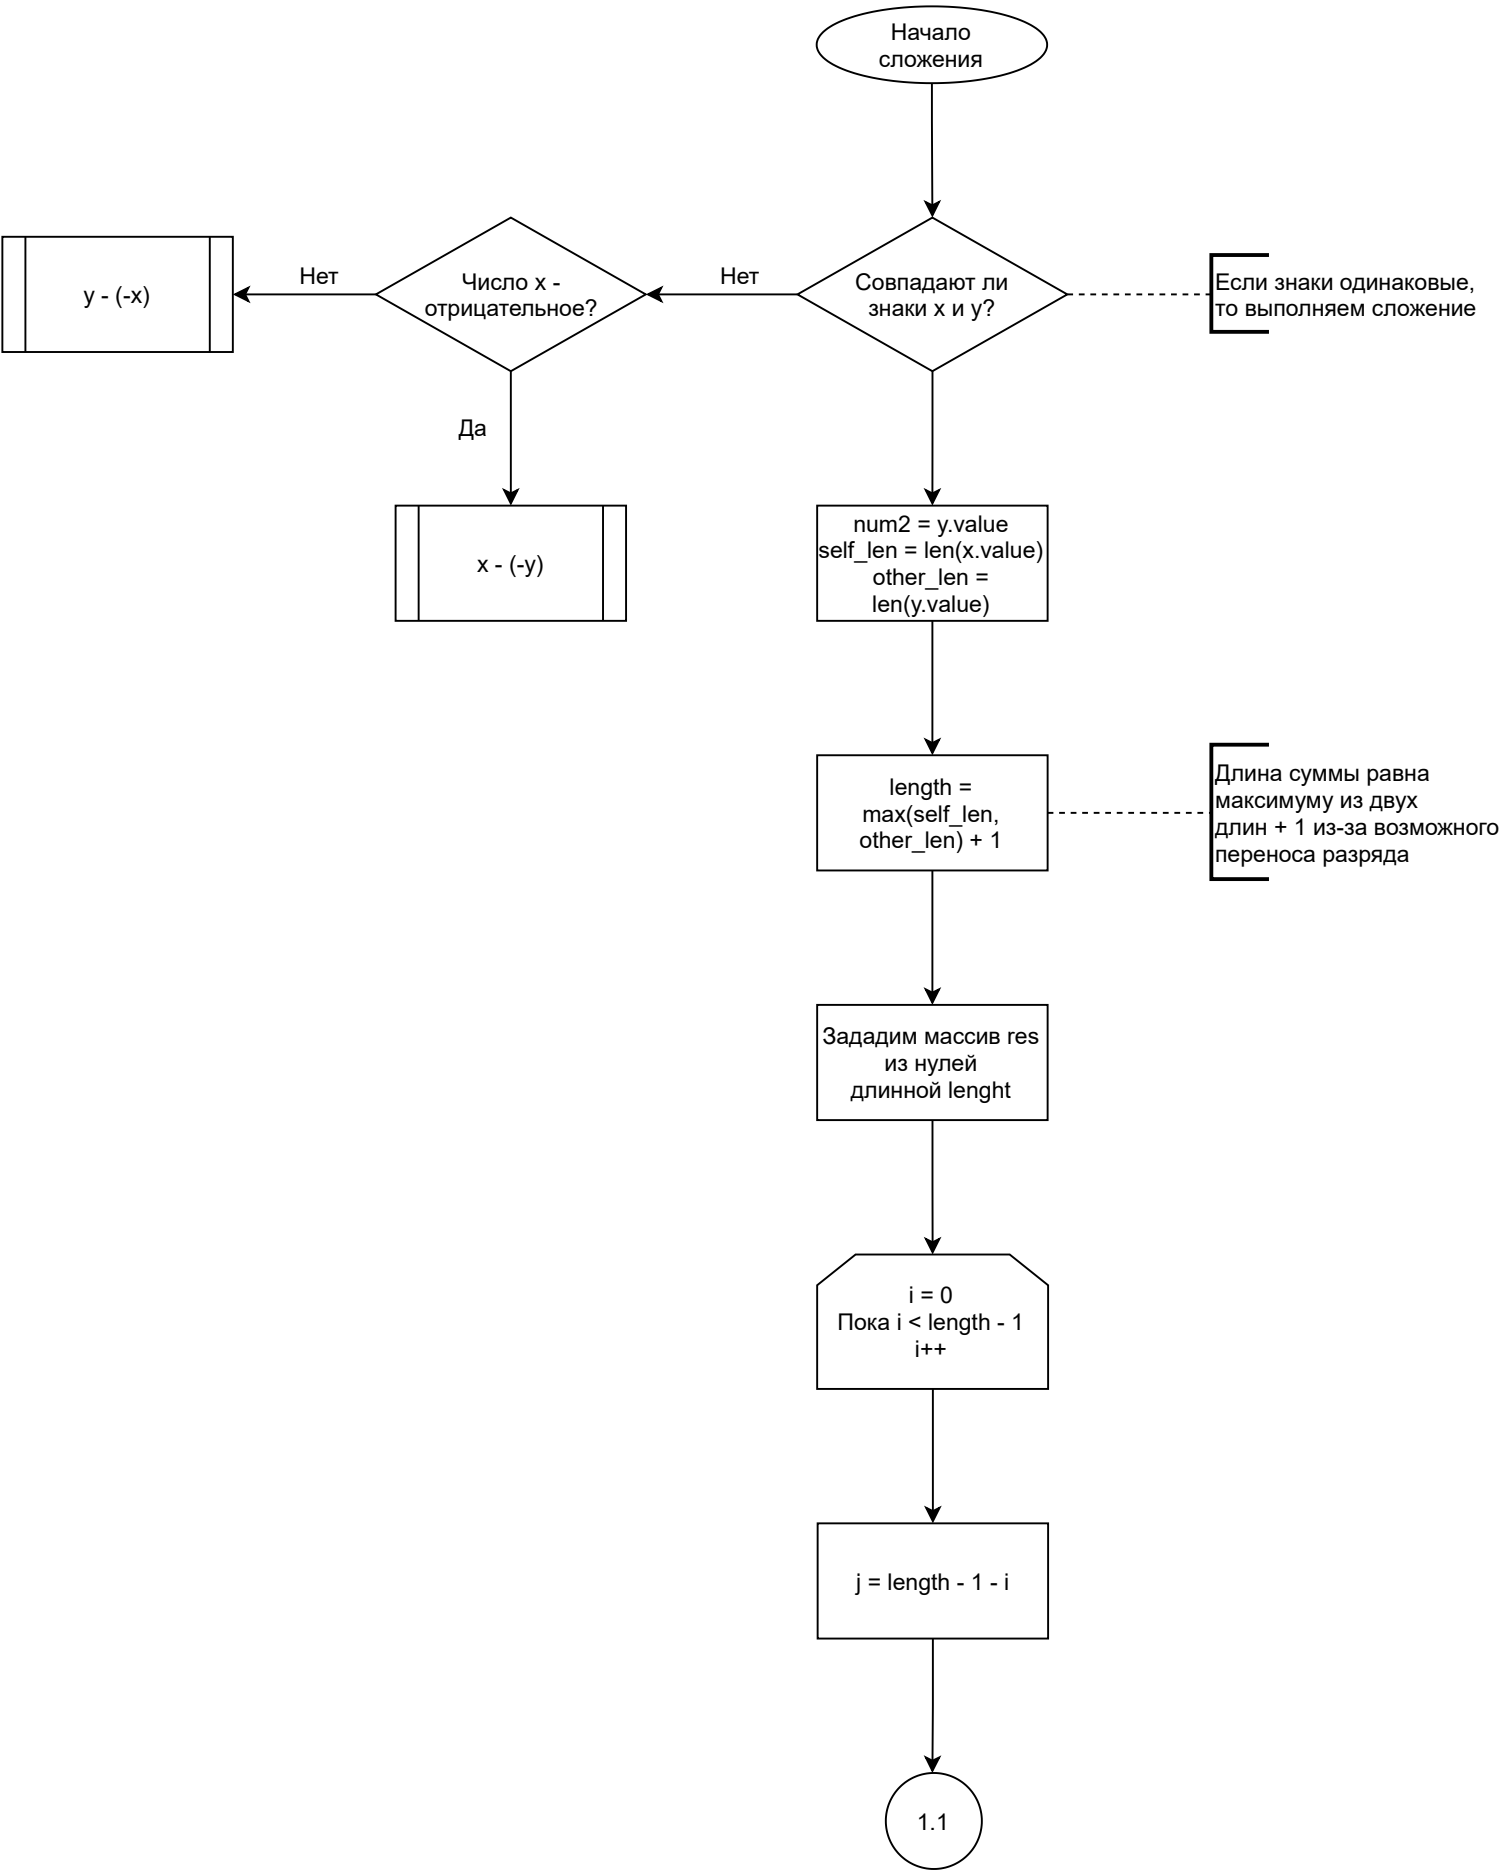 Начало
сложения
Совпадают ли
знаки x и y?
Если знаки одинаковые,
то выполняем сложение
Нет
Число x -
отрицательное?
Нет
y - (-x)
Да
x - (-y)
num2 = y.value
self_len = len(x.value)
other_len =
len(y.value)
length =
max(self_len,
other_len) + 1
Длина суммы равна
максимуму из двух
длин + 1 из-за возможного
переноса разряда
Зададим массив res
из нулей
длинной lenght
i = 0
Пока i < length - 1
i++
j = length - 1 - i
1.1